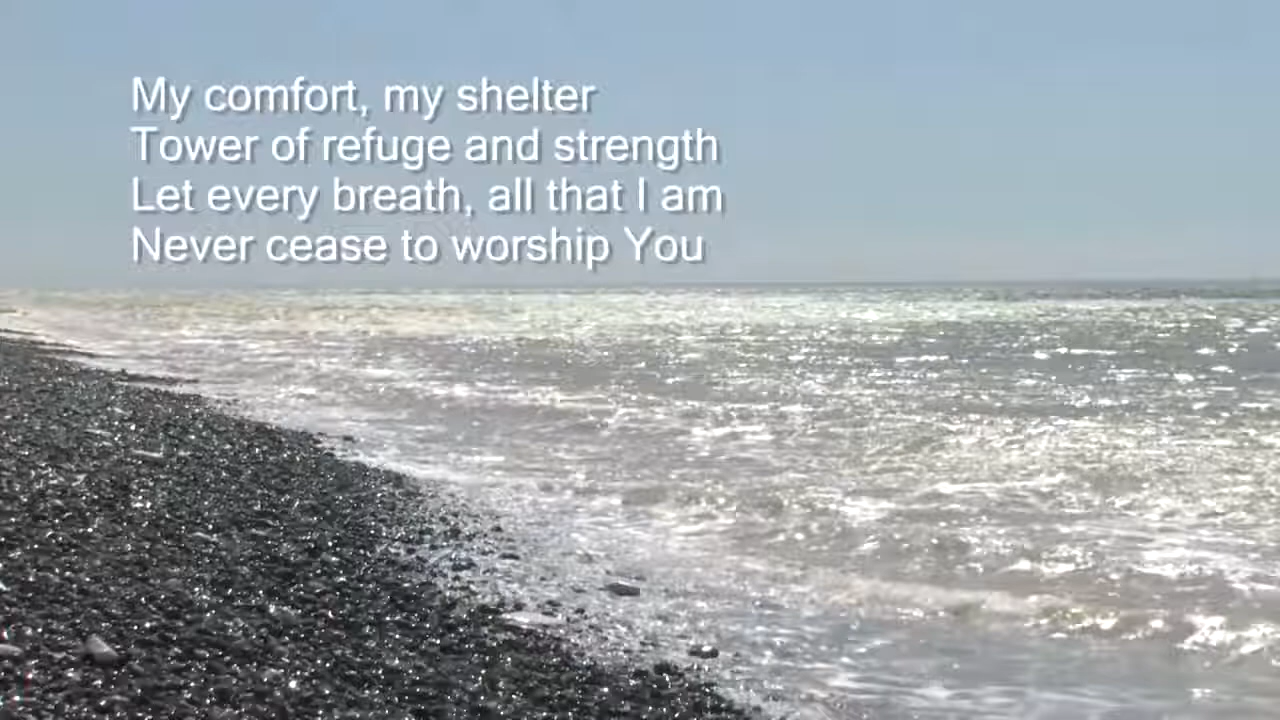 My comfort, my shelter
Tower of refuge and strength
Let every breath, all that I am
Never cease to worship You